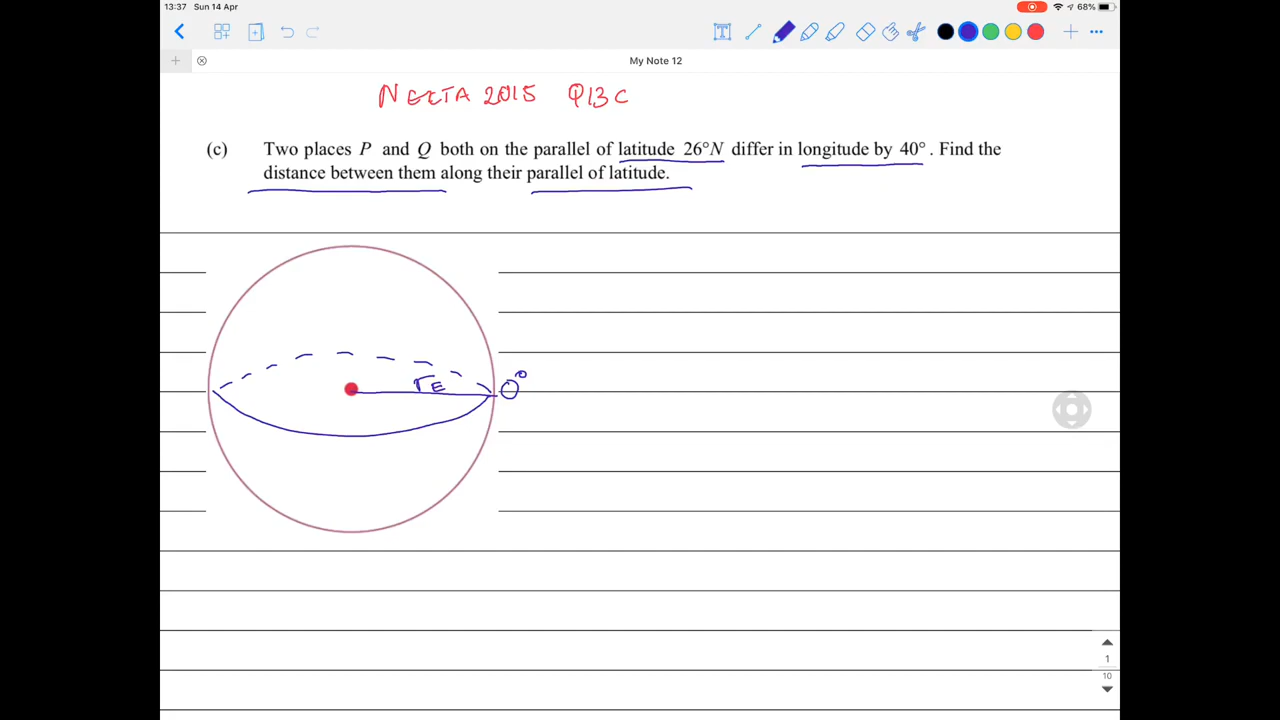 13:37 Sun 14 Apr 68%
My Note 12
NECTA 2015 Q13C
(c) Two places P and Q both on the parallel of latitude 26°N differ in longitude by 40°. Find the
distance between them along their parallel of latitude.
rE 0°
1
10